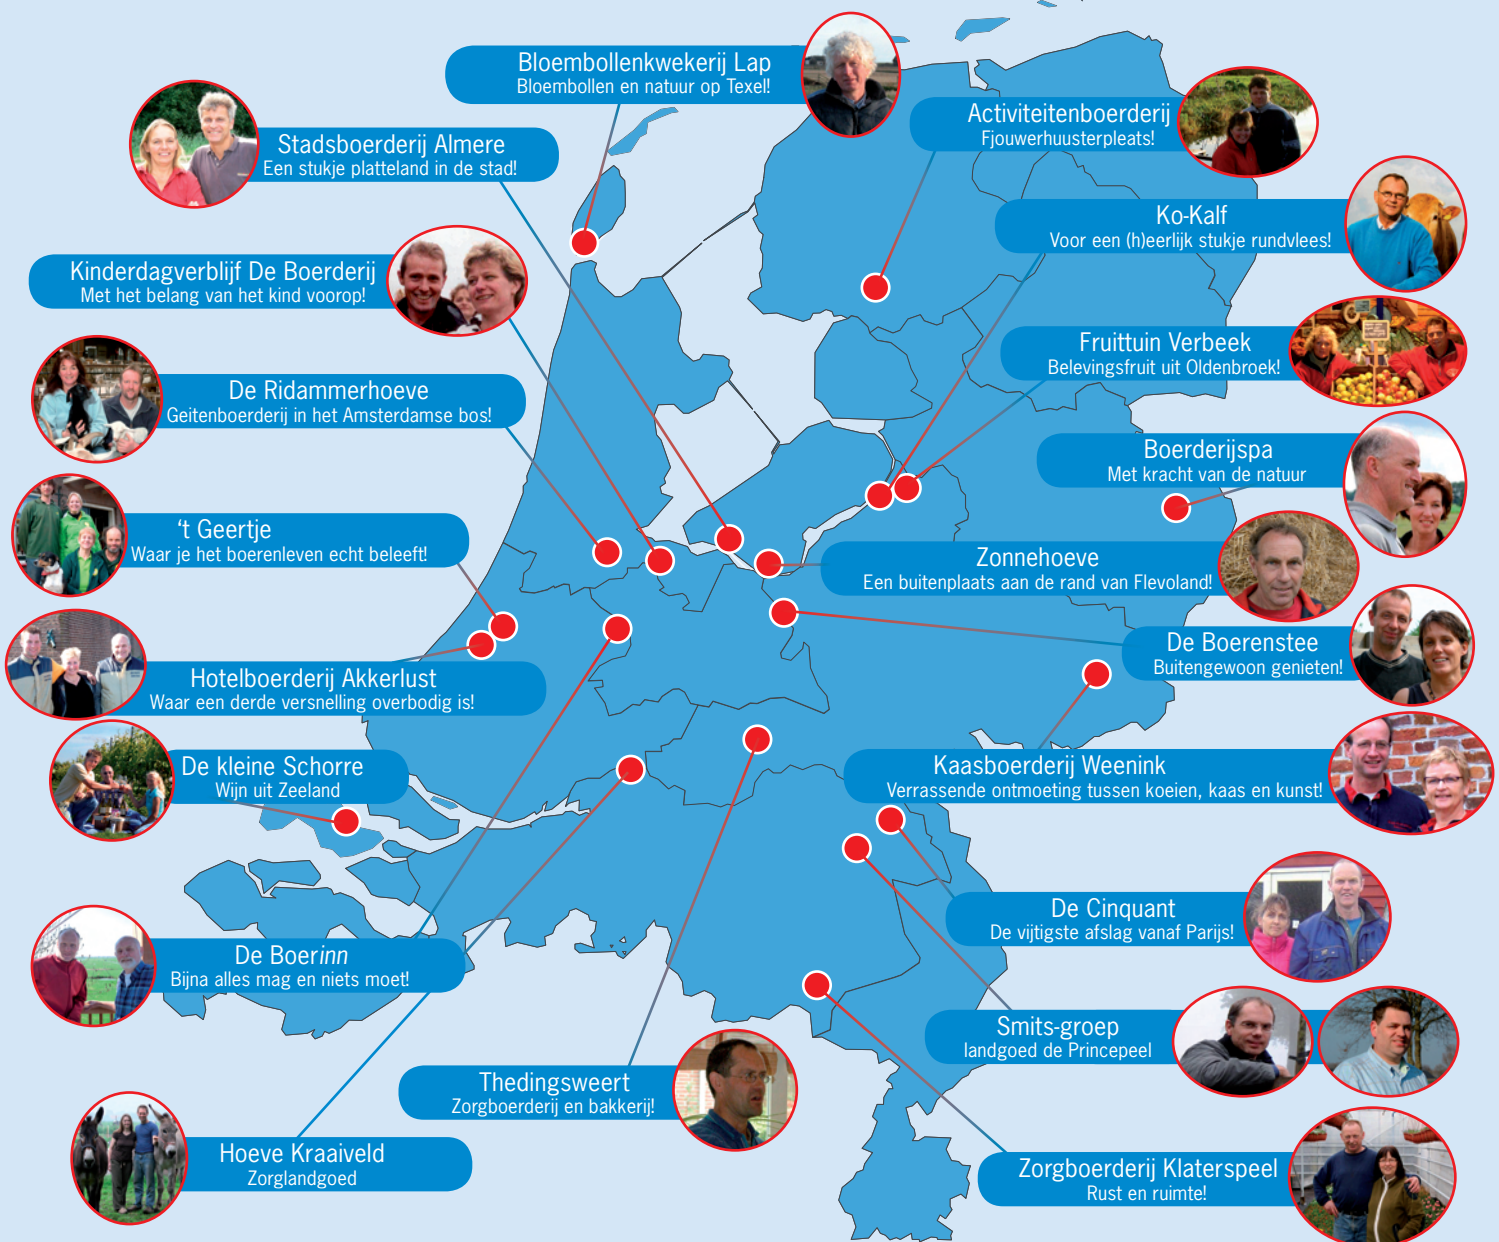 Bloembollenkwekerij Lap
Bloembollen en natuur op Texel!
Activiteitenboerderij
Fjouwerhuusterpleats!
Stadsboerderij Almere
Een stukje platteland in de stad!
Ko-Kalf
Voor een (h)eerlijk stukje rundvlees!
Kinderdagverblijf De Boerderij
Met het belang van het kind voorop!
Fruittuin Verbeek
Belevingsfruit uit Oldenbroek!
De Ridammerhoeve
Geitenboerderij in het Amsterdamse bos!
Boerderijspa
Met kracht van de natuur
't Geertje
Waar je het boerenleven echt beleeft!
Zonnehoeve
Een buitenplaats aan de rand van Flevoland!
De Boerenstee
Buitengewoon genieten!
Hotelboerderij Akkerlust
Waar een derde versnelling overbodig is!
De kleine Schorre
Wijn uit Zeeland
Kaasboerderij Weenink
Verrassende ontmoeting tussen koeien, kaas en kunst!
De Cinquant
De vijtigste afslag vanaf Parijs!
De Boerinn
Bijna alles mag en niets moet!
Smits-groep
landgoed de Princepeel
Thedingsweert
Zorgboerderij en bakkerij!
Hoeve Kraaiveld
Zorglandgoed
Zorgboerderij Klaterspeel
Rust en ruimte!